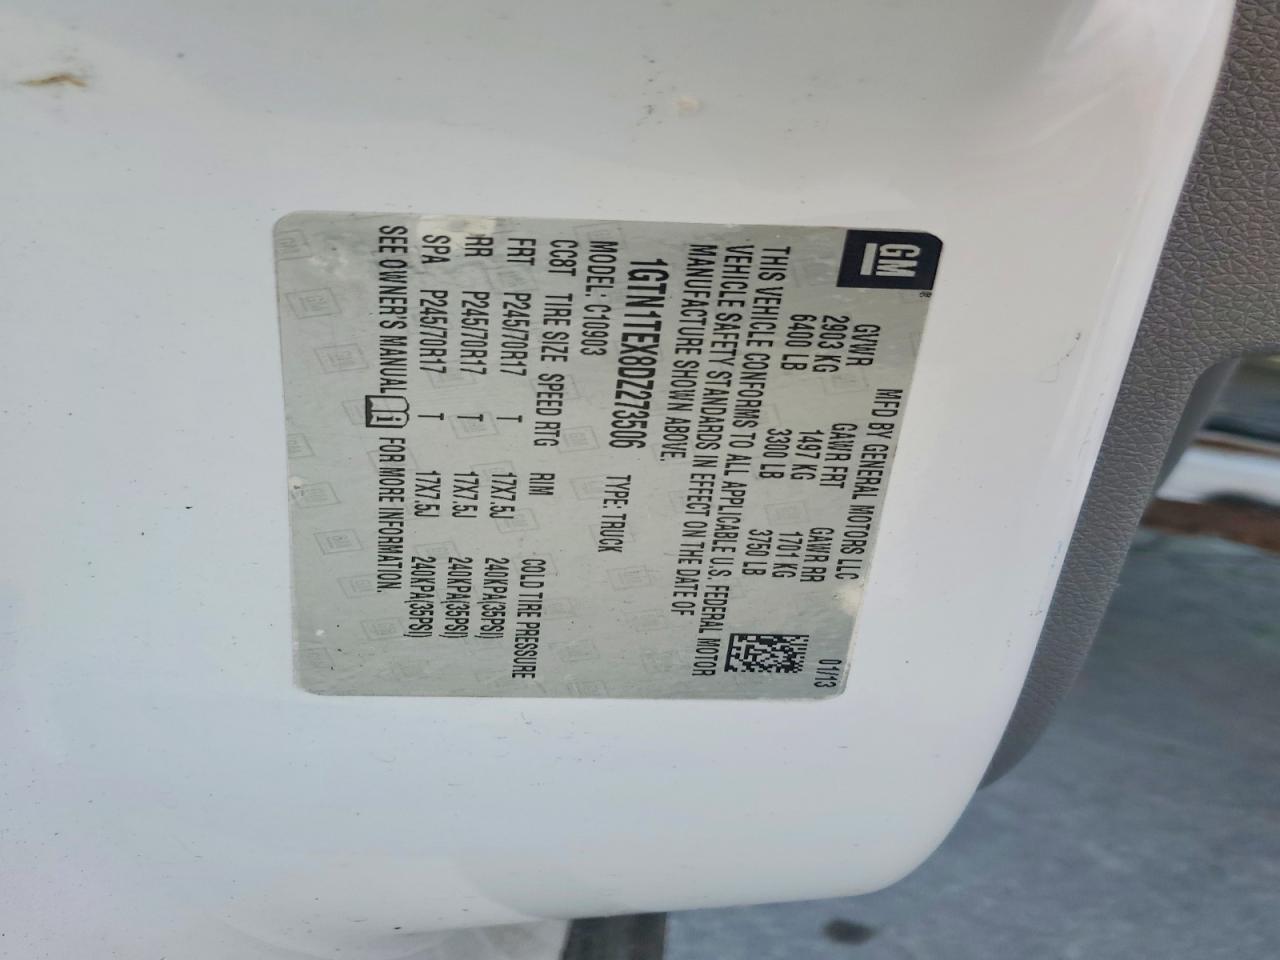 GM
MFD BY GENERAL MOTORS LLC 01/13
GVWR GAWR FRT GAWR RR
2903 KG 1497 KG 1701 KG
6400 LB 3300 LB 3750 LB
THIS VEHICLE CONFORMS TO ALL APPLICABLE U.S. FEDERAL MOTOR
VEHICLE SAFETY STANDARDS IN EFFECT ON THE DATE OF
MANUFACTURE SHOWN ABOVE.
1GTN1TEX8DZ273506 TYPE: TRUCK
MODEL: C10903
CC8T TIRE SIZE SPEED RTG RIM COLD TIRE PRESSURE
FRT P245/70R17 T 17X7.5J 240KPA(35PSI)
RR P245/70R17 T 17X7.5J 240KPA(35PSI)
SPA P245/70R17 T 17X7.5J 240KPA(35PSI)
SEE OWNER'S MANUAL FOR MORE INFORMATION.